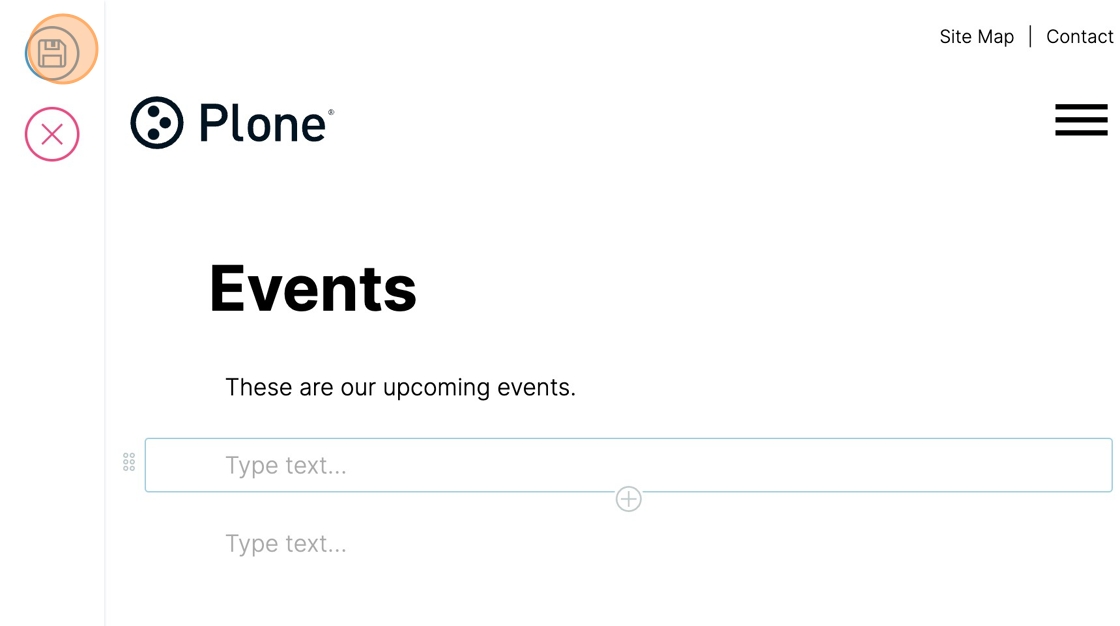 Site Map | Contact
Plone®
Events
These are our upcoming events.
Type text...
Type text...